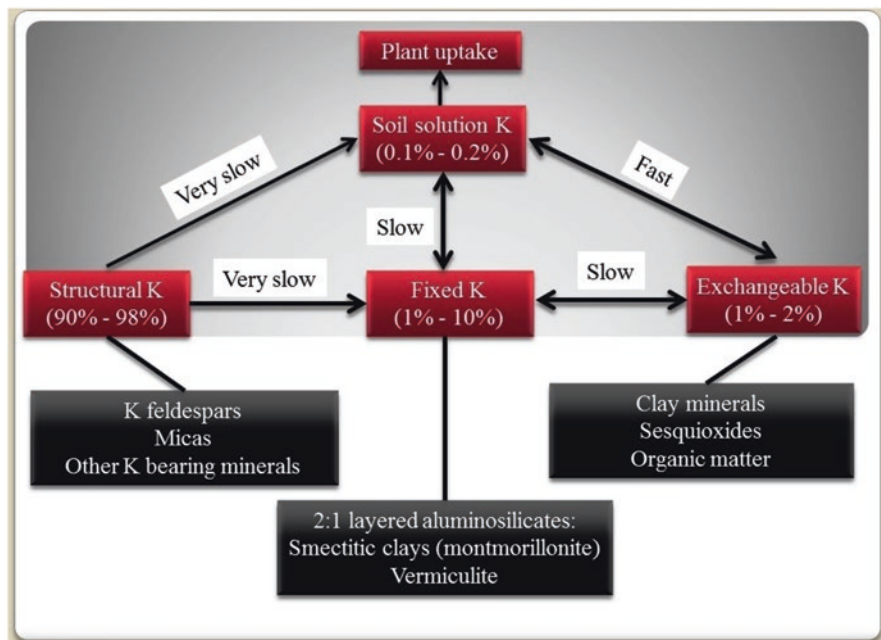 Plant uptake
Soil solution K
(0.1% - 0.2%)
Very slow
Fast
Slow
Structural K
(90% - 98%)
Very slow
Fixed K
(1% - 10%)
Slow
Exchangeable K
(1% - 2%)
K feldespars
Micas
Other K bearing minerals
Clay minerals
Sesquioxides
Organic matter
2:1 layered aluminosilicates:
Smectitic clays (montmorillonite)
Vermiculite